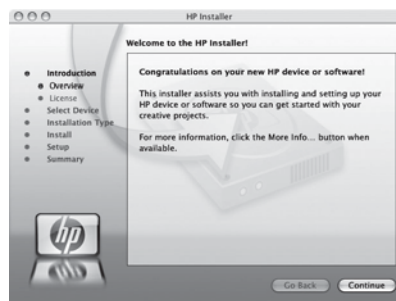 HP Installer
Welcome to the HP Installer!
Introduction
Overview
License
Select Device
Installation Type
Install
Setup
Summary
Congratulations on your new HP device or software!
This installer assists you with installing and setting up your
HP device or software so you can get started with your
creative projects.
For more information, click the More Info... button when
available.
hp
Go Back
Continue